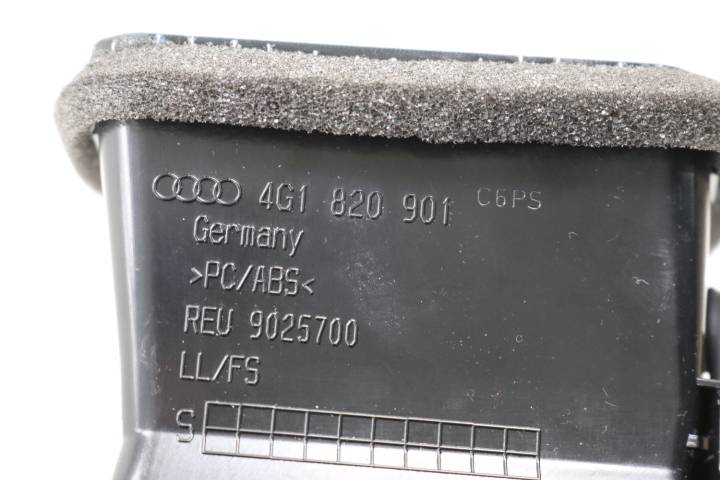 4G1 820 901 C6PS
Germany
>PC/ABS<
REU 9025700
LL/FS
S